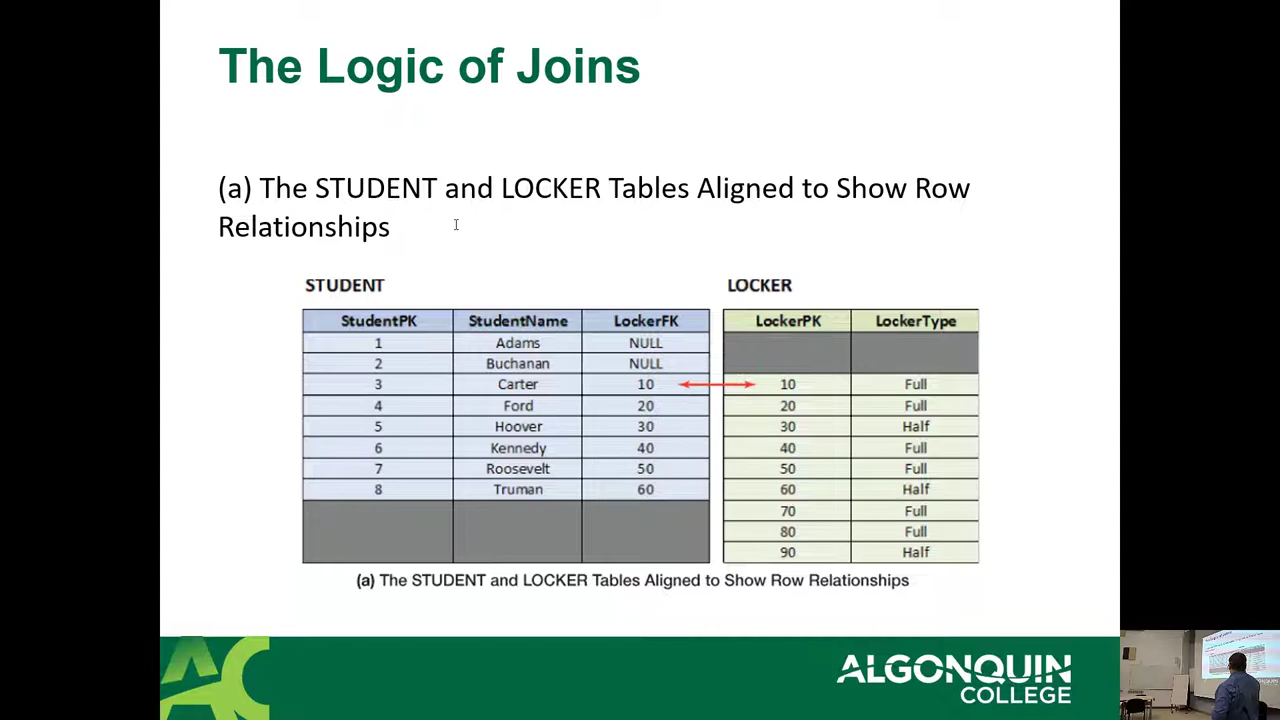 The Logic of Joins
(a) The STUDENT and LOCKER Tables Aligned to Show Row
Relationships
STUDENT LOCKER
StudentPK StudentName LockerFK LockerPK LockerType
1 Adams NULL
2 Buchanan NULL
3 Carter 10 10 Full
4 Ford 20 20 Full
5 Hoover 30 30 Half
6 Kennedy 40 40 Full
7 Roosevelt 50 50 Full
8 Truman 60 60 Half
70 Full
80 Full
90 Half
(a) The STUDENT and LOCKER Tables Aligned to Show Row Relationships
AC
ALGONQUIN
COLLEGE